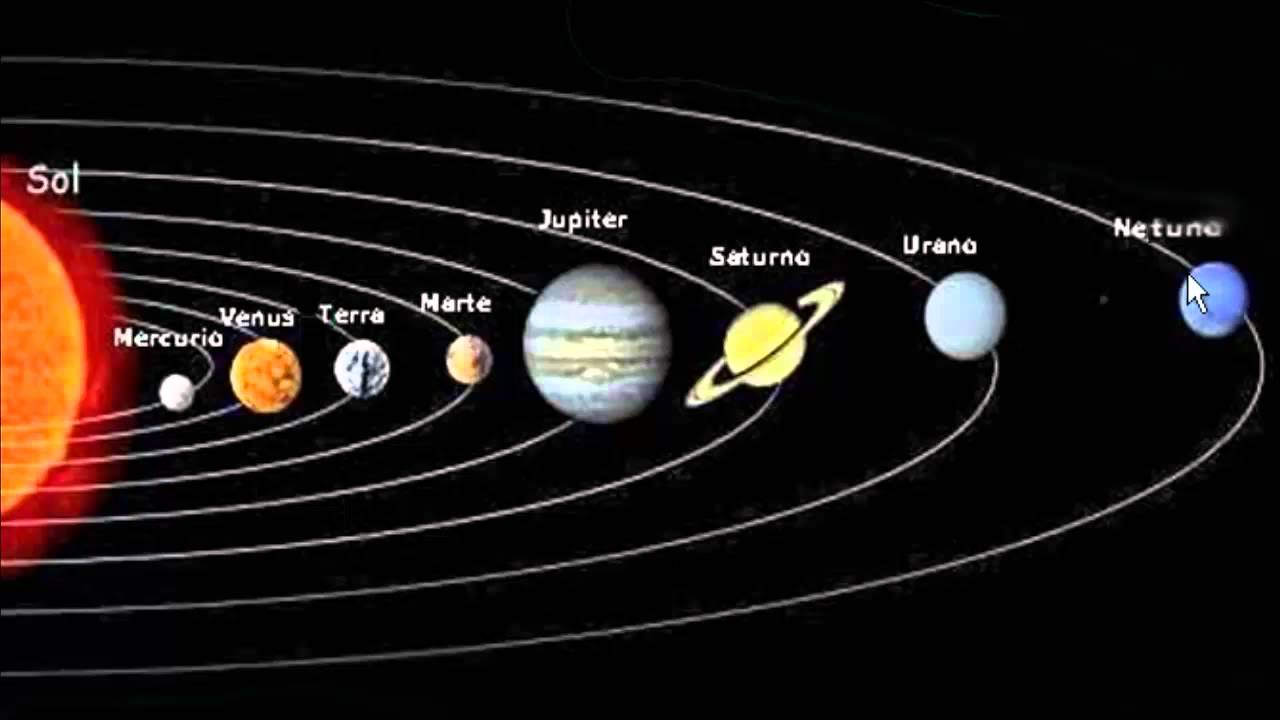 Sol
Mercurio
Venus
Terra
Marte
Jupiter
Saturno
Urano
Netuno